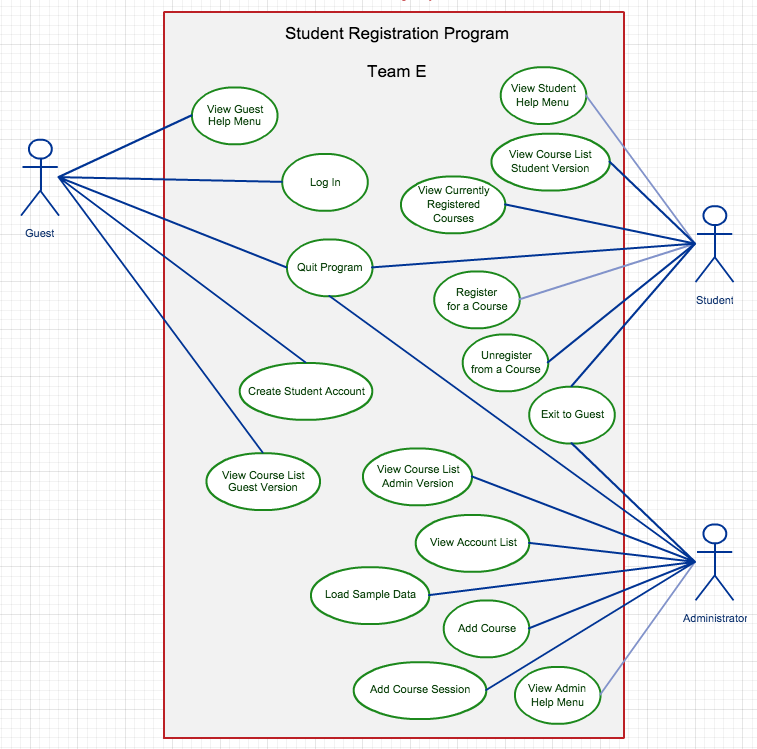 Student Registration Program
Team E
View Guest
Help Menu
View Student
Help Menu
Log In
View Course List
Student Version
View Currently
Registered
Courses
Guest
Quit Program
Student
Register
for a Course
Unregister
from a Course
Create Student Account
Exit to Guest
View Course List
Guest Version
View Course List
Admin Version
View Account List
Load Sample Data
Add Course
Administrator
Add Course Session
View Admin
Help Menu